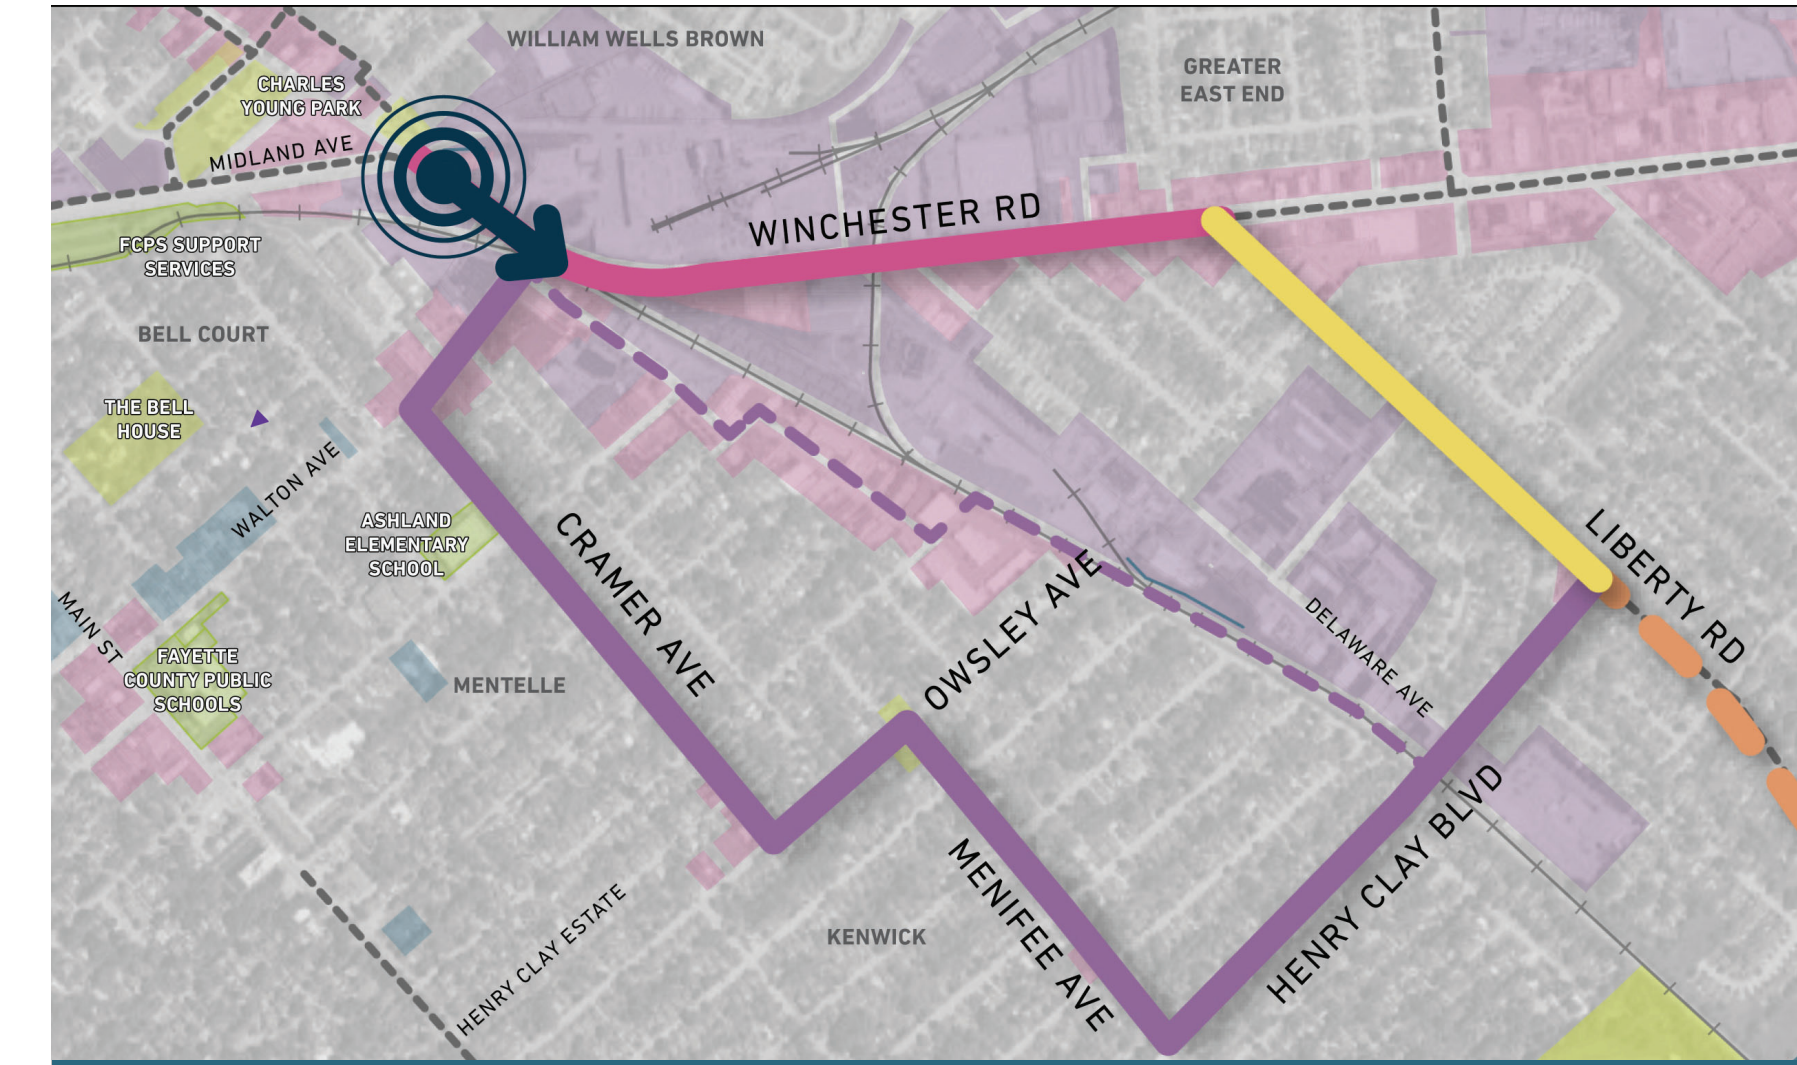 WILLIAM WELLS BROWN
GREATER
EAST END
CHARLES
YOUNG PARK
MIDLAND AVE
WINCHESTER RD
FCPS SUPPORT
SERVICES
BELL COURT
THE BELL
HOUSE
WALTON AVE
ASHLAND
ELEMENTARY
SCHOOL
CRAMER AVE
LIBERTY RD
OWSLEY AVE
DELAWARE AVE
MAIN ST
FAYETTE
COUNTY PUBLIC
SCHOOLS
MENTELLE
HENRY CLAY BLVD
MENIFEE AVE
HENRY CLAY ESTATE
KENWICK